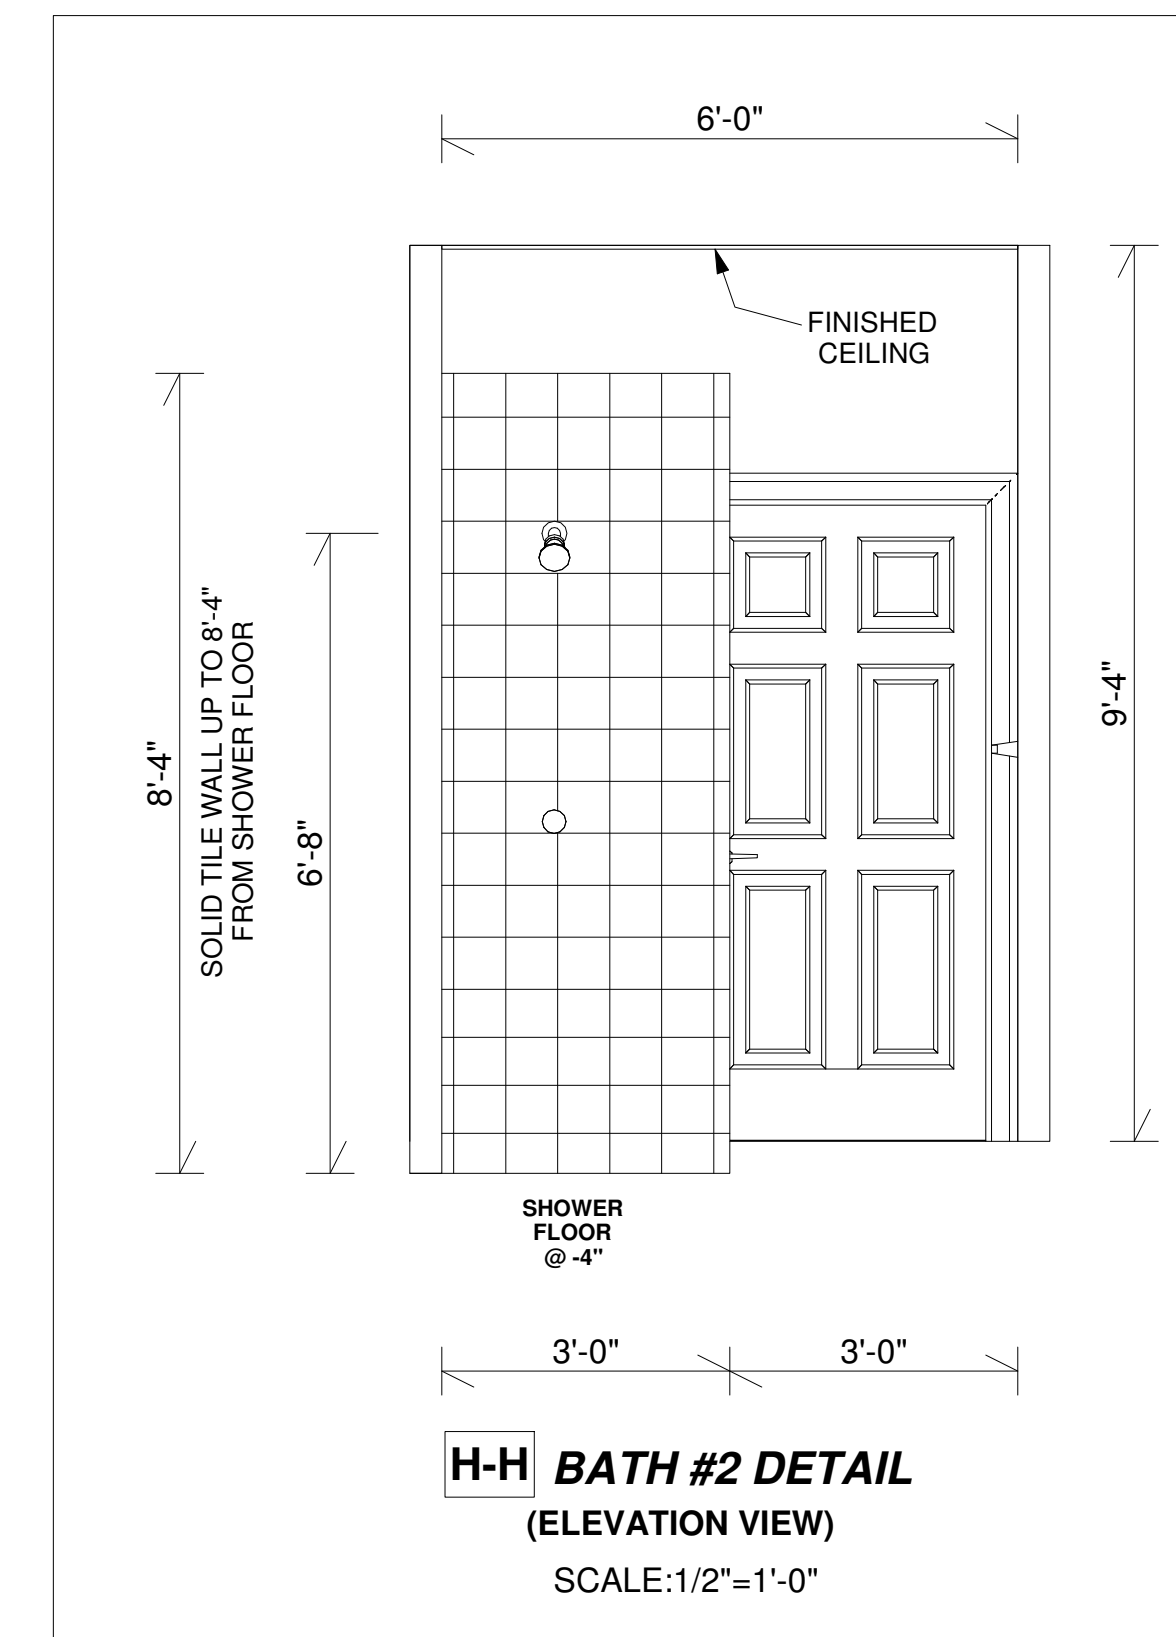 6'-0"
FINISHED
CEILING
8'-4"
SOLID TILE WALL UP TO 8'-4"
FROM SHOWER FLOOR
6'-8"
9'-4"
SHOWER
FLOOR
@ -4"
3'-0" 3'-0"
H-H BATH #2 DETAIL
(ELEVATION VIEW)
SCALE:1/2"=1'-0"